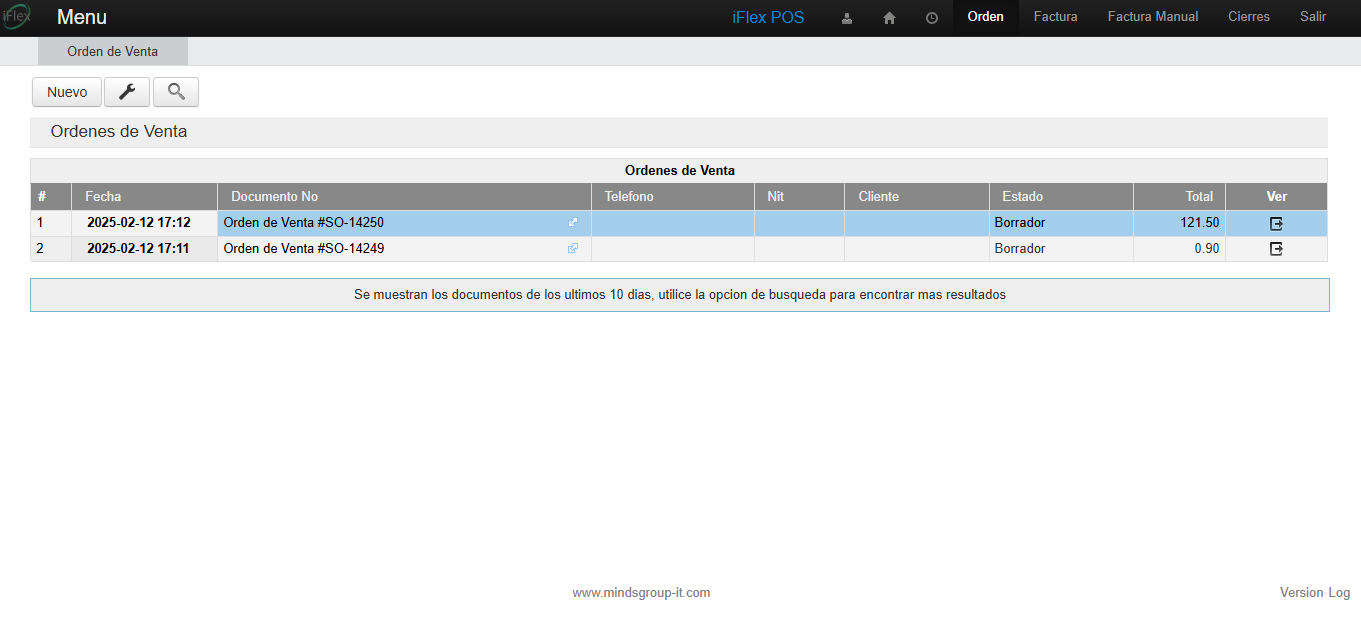 iFlex Menu iFlex POS Orden Factura Factura Manual Cierres Salir
Orden de Venta
Nuevo
Ordenes de Venta
Ordenes de Venta
# Fecha Documento No Telefono Nit Cliente Estado Total Ver
1 2025-02-12 17:12 Orden de Venta #SO-14250 Borrador 121.50
2 2025-02-12 17:11 Orden de Venta #SO-14249 Borrador 0.90
Se muestran los documentos de los ultimos 10 dias, utilice la opcion de busqueda para encontrar mas resultados
www.mindsgroup-it.com Version Log